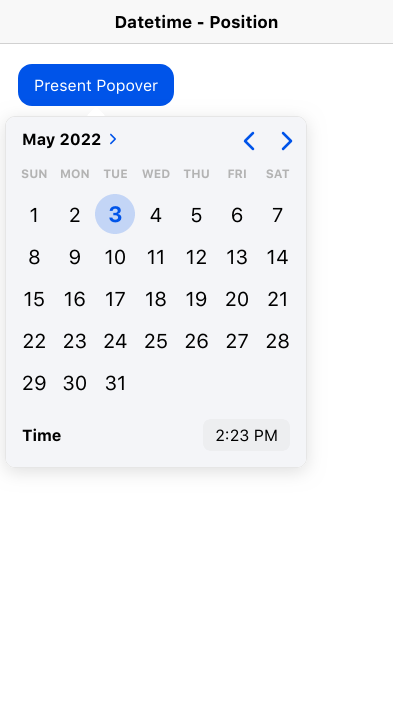 Datetime - Position
Present Popover
May 2022
SUN MON TUE WED THU FRI SAT
1 2 3 4 5 6 7
8 9 10 11 12 13 14
15 16 17 18 19 20 21
22 23 24 25 26 27 28
29 30 31
Time 2:23 PM